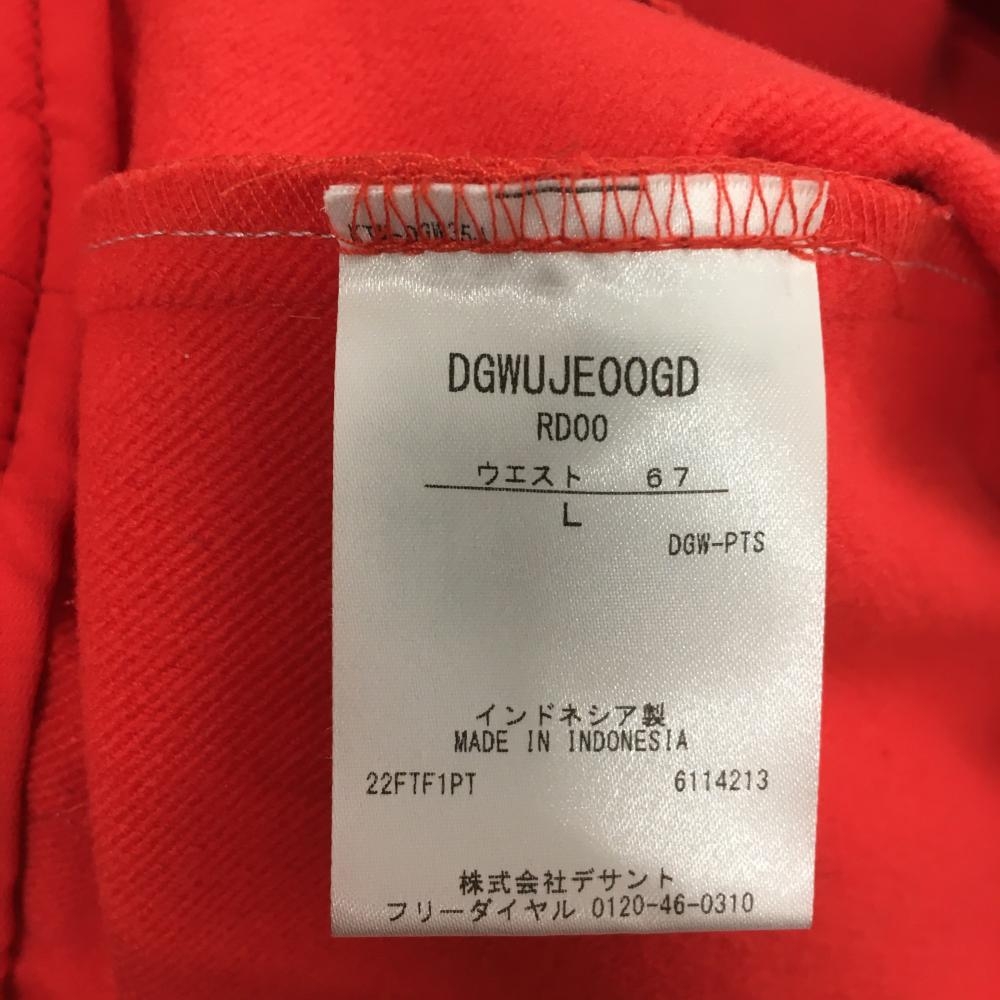 DGWUJE00GD
RD00
ウエスト 67
L
DGW-PTS
インドネシア製
MADE IN INDONESIA
22FTF1PT 6114213
株式会社デサント
フリーダイヤル 0120-46-0310